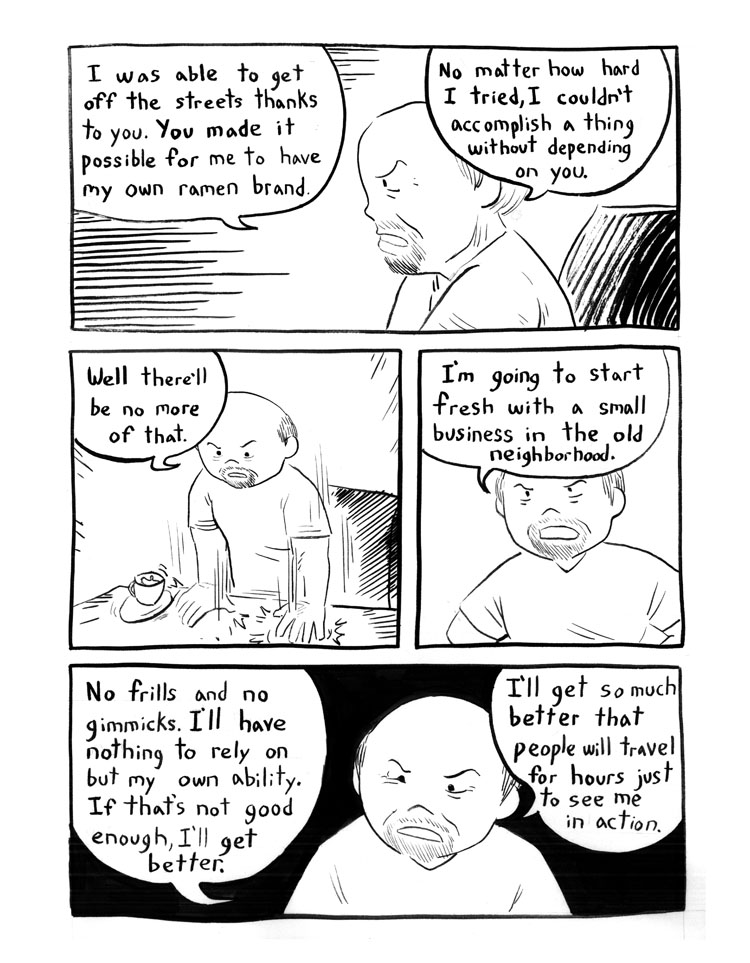 I was able to get
off the streets thanks
to you. You made it
possible for me to have
my own ramen brand.
No matter how hard
I tried, I couldn't
accomplish a thing
without depending
on you.
Well there'll
be no more
of that.
I'm going to start
fresh with a small
business in the old
neighborhood.
No frills and no
gimmicks. I'll have
nothing to rely on
but my own ability.
If that's not good
enough, I'll get
better.
I'll get so much
better that
people will travel
for hours just
to see me
in action.